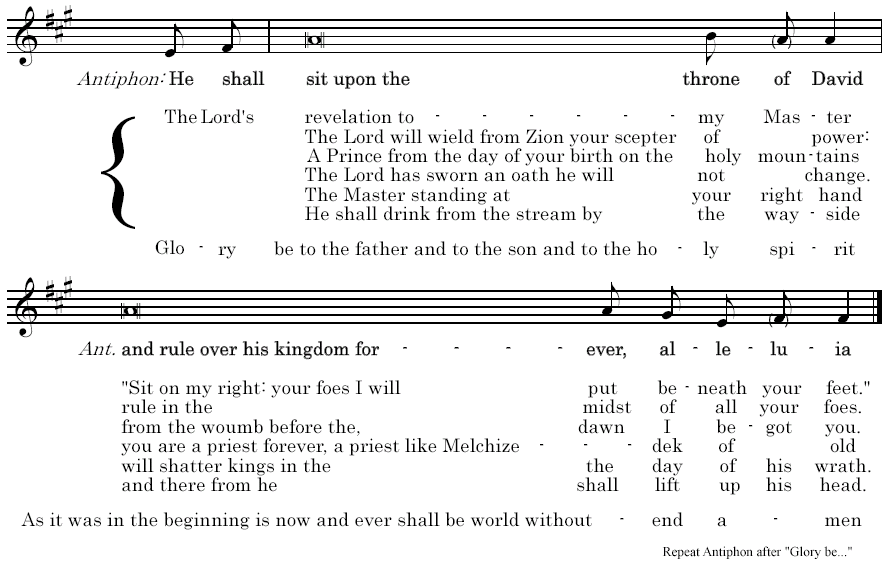 Antiphon: He shall sit upon the throne of David
The Lord's revelation to - - - - - - my Mas - ter
The Lord will wield from Zion your scepter of power:
A Prince from the day of your birth on the holy moun - tains
The Lord has sworn an oath he will not change.
The Master standing at your right hand
He shall drink from the stream by the way - side
Glo - ry be to the father and to the son and to the ho - ly spi - rit
Ant. and rule over his kingdom for - - - - ever, al - le - lu - ia
"Sit on my right: your foes I will put be - neath your feet."
rule in the midst of all your foes.
from the woumb before the, dawn I be - got you.
you are a priest forever, a priest like Melchize - - - dek of old
will shatter kings in the the day of his wrath.
and there from he shall lift up his head.
As it was in the beginning is now and ever shall be world without - end a - men
Repeat Antiphon after "Glory be..."